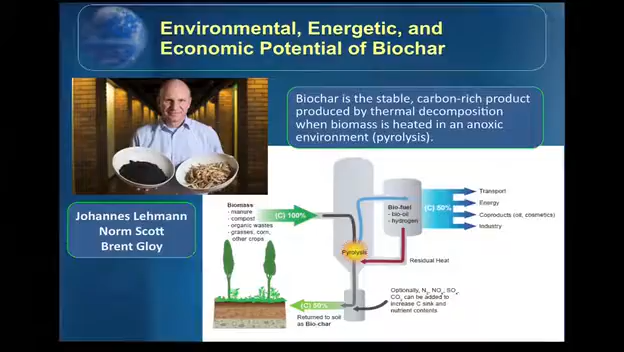 Environmental, Energetic, and
Economic Potential of Biochar
Biochar is the stable, carbon-rich product
produced by thermal decomposition
when biomass is heated in an anoxic
environment (pyrolysis).
Johannes Lehmann
Norm Scott
Brent Gloy
Biomass:
- manure
- compost
- organic wastes
- grasses, corn,
other crops
(C) 100%
Pyrolysis
Bio-fuel
- bio-oil
- hydrogen
(C) 50%
Transport
Energy
Coproducts (oil, cosmetics)
Industry
Residual Heat
(C) 50%
Returned to soil
as Bio-char
Optionally, N₂, NOₓ, SOₓ,
CO₂ can be added to
increase C sink and
nutrient contents